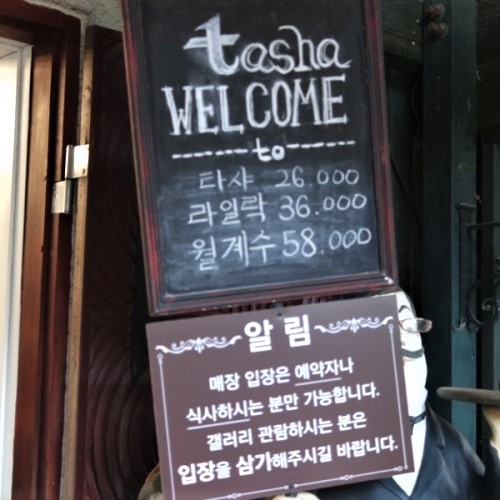 tasha
WELCOME
------to------
타샤 26.000
라일락 36.000
월계수 58.000
알 림
매장 입장은 예약자나
식사하시는 분만 가능합니다.
갤러리 관람하시는 분은
입장을 삼가해주시길 바랍니다.